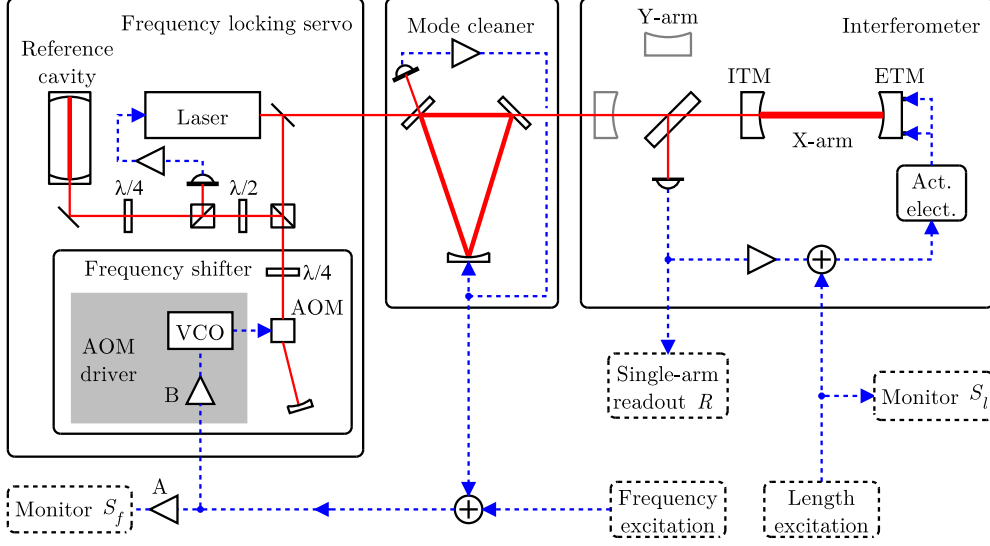 Frequency locking servo
Mode cleaner
Y-arm
Interferometer
Reference
cavity
Laser
ITM
ETM
X-arm
λ/4
λ/2
Act.
elect.
Frequency shifter
λ/4
AOM
VCO
AOM
driver
B
Single-arm
readout R
Monitor S_l
A
Monitor S_f
Frequency
excitation
Length
excitation